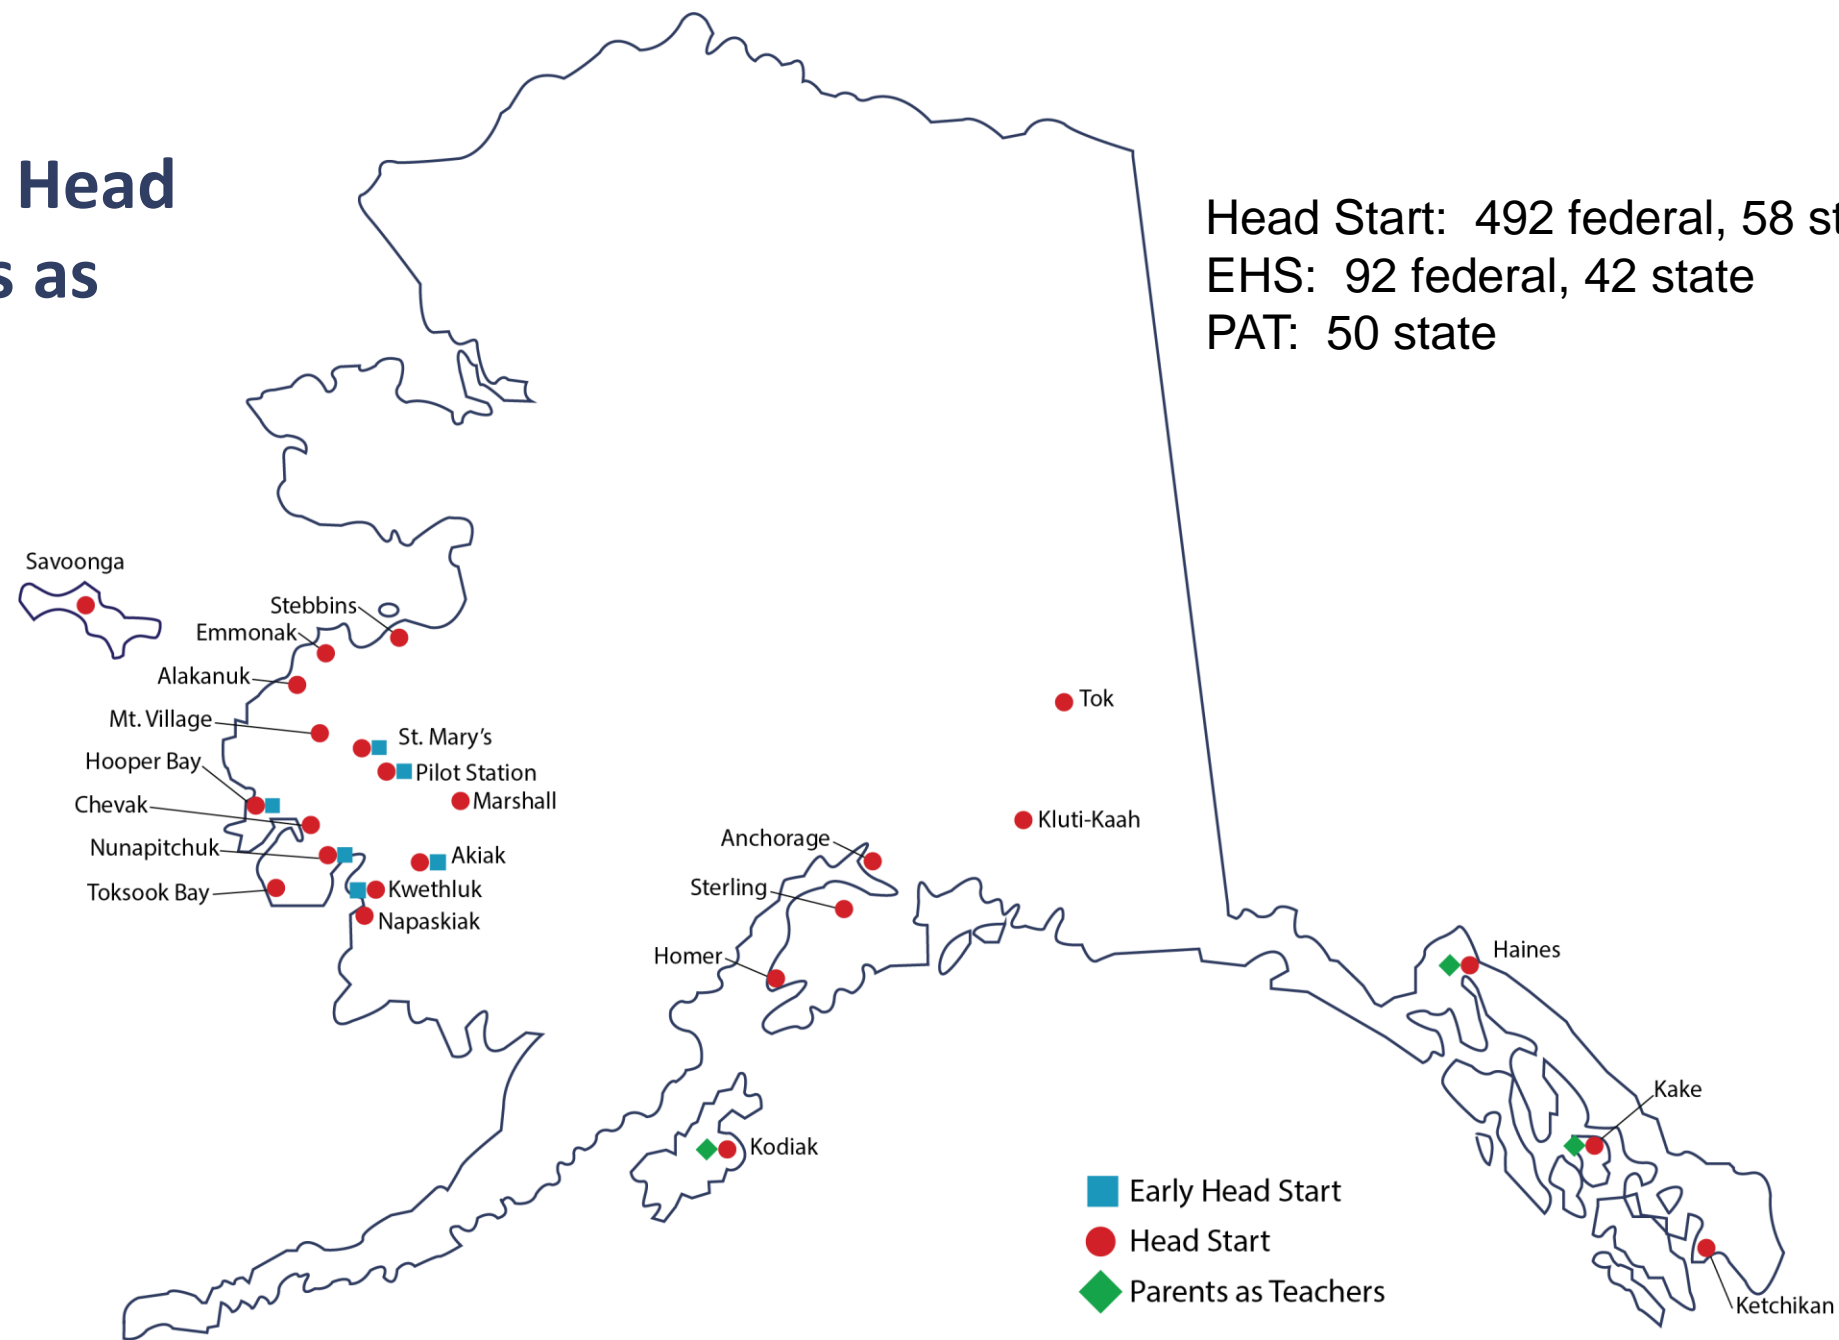 Head
as
Head Start: 492 federal, 58
EHS: 92 federal, 42 state
PAT: 50 state
Savoonga
Stebbins
Emmonak
Alakanuk
Mt. Village
St. Mary’s
Hooper Bay
Pilot Station
Chevak
Marshall
Nunapitchuk
Akiak
Toksook Bay
Kwethluk
Napaskiak
Tok
Kluti-Kaah
Anchorage
Sterling
Homer
Kodiak
Haines
Kake
Ketchikan
Early Head Start
Head Start
Parents as Teachers